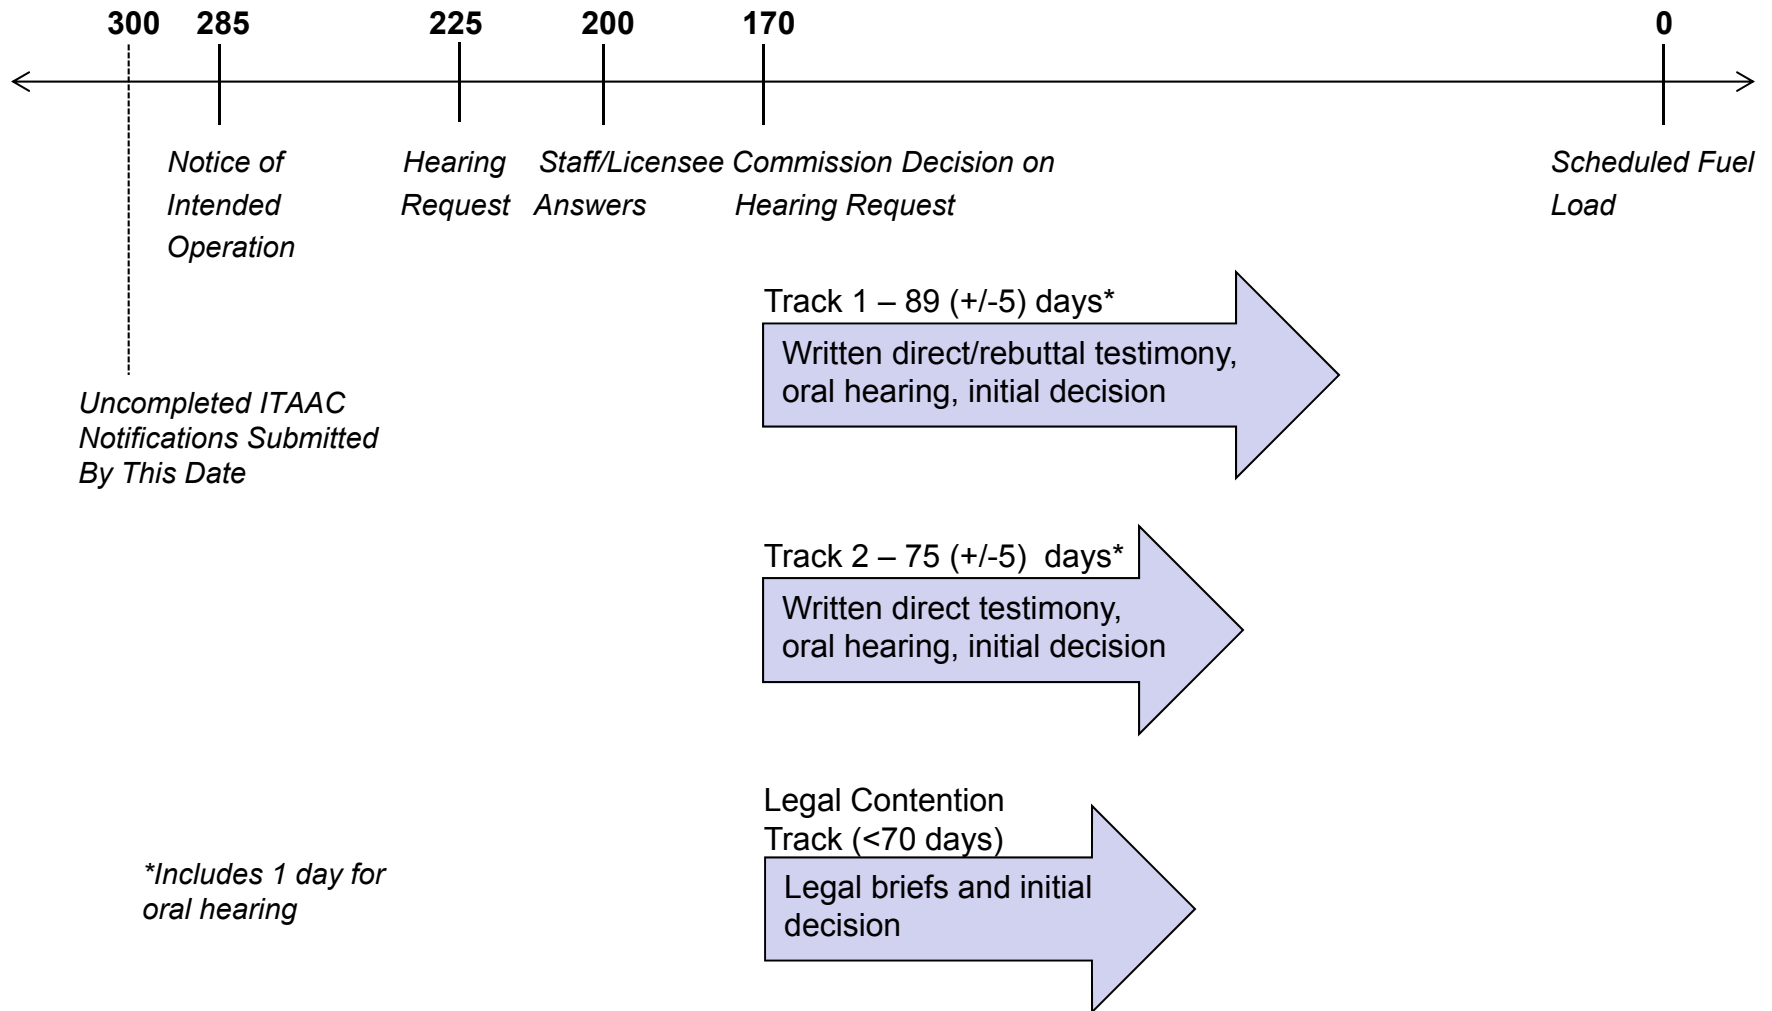 300 285 225 200 170 0
Notice of
Intended
Operation
Hearing
Request
Staff/Licensee
Answers
Commission Decision on
Hearing Request
Scheduled Fuel
Load
Uncompleted ITAAC
Notifications Submitted
By This Date
Track 1 – 89 (+/-5) days*
Written direct/rebuttal testimony,
oral hearing, initial decision
Track 2 – 75 (+/-5) days*
Written direct testimony,
oral hearing, initial decision
Legal Contention
Track (<70 days)
Legal briefs and initial
decision
*Includes 1 day for
oral hearing